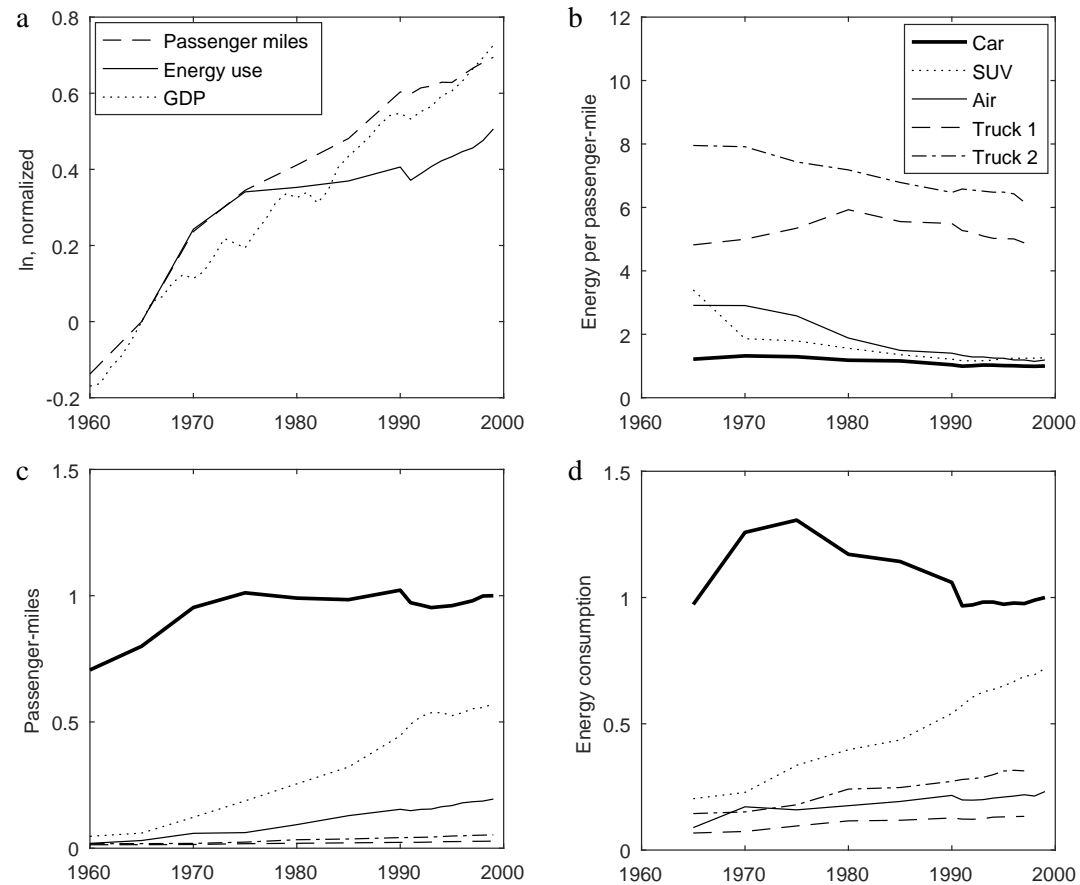 a
ln, normalized
0.8
0.6
0.4
0.2
0
-0.2
1960 1970 1980 1990 2000
Passenger miles
Energy use
GDP
b
Energy per passenger-mile
12
10
8
6
4
2
0
1960 1970 1980 1990 2000
Car
SUV
Air
Truck 1
Truck 2
c
Passenger-miles
1.5
1
0.5
0
1960 1970 1980 1990 2000
d
Energy consumption
1.5
1
0.5
0
1960 1970 1980 1990 2000